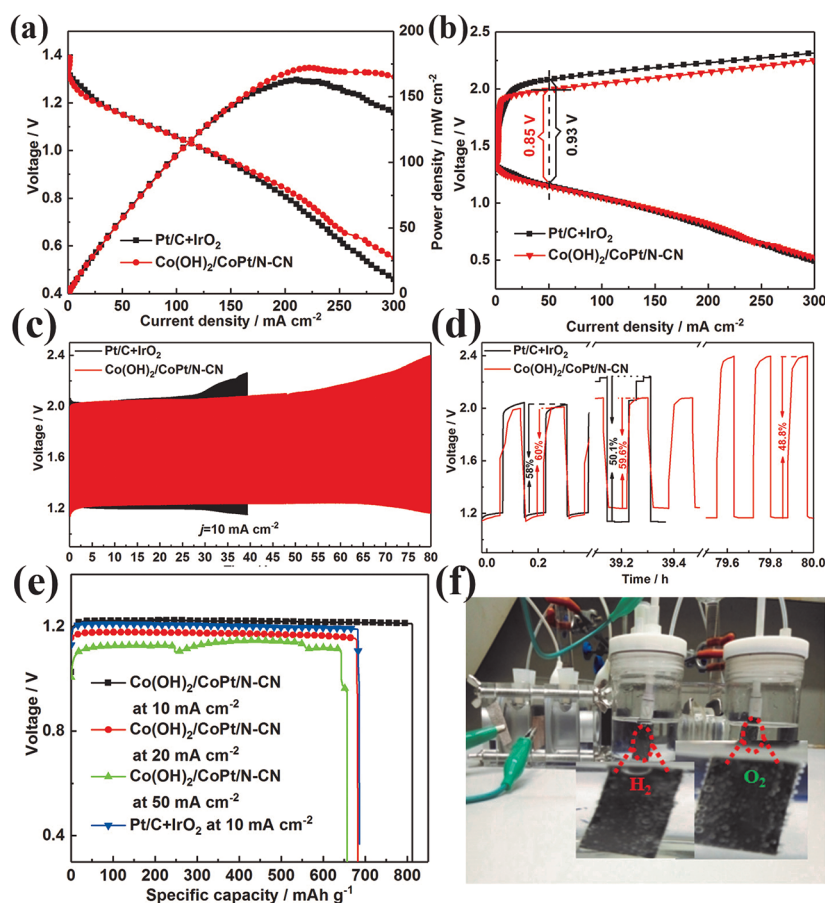 (a)
1.4
1.2
1.0
0.8
0.6
0.4
Voltage / V
200
150
100
50
0
Power density / mW cm-2
Pt/C+IrO2
Co(OH)2/CoPt/N-CN
0 50 100 150 200 250 300
Current density / mA cm-2
(b)
2.5
2.0
1.5
1.0
0.5
Voltage / V
0.85 V
0.93 V
Pt/C+IrO2
Co(OH)2/CoPt/N-CN
0 50 100 150 200 250 300
Current density / mA cm-2
(c)
Pt/C+IrO2
Co(OH)2/CoPt/N-CN
2.4
2.0
1.6
1.2
Voltage / V
j=10 mA cm-2
0 5 10 15 20 25 30 35 40 45 50 55 60 65 70 75 80
(d)
Pt/C+IrO2
Co(OH)2/CoPt/N-CN
2.4
2.0
1.6
1.2
Voltage / V
58%
60%
50.1%
59.6%
48.8%
0.0 0.2 39.2 39.4 79.6 79.8 80.0
Time / h
(e)
1.2
0.8
0.4
Voltage / V
Co(OH)2/CoPt/N-CN
at 10 mA cm-2
Co(OH)2/CoPt/N-CN
at 20 mA cm-2
Co(OH)2/CoPt/N-CN
at 50 mA cm-2
Pt/C+IrO2 at 10 mA cm-2
0 100 200 300 400 500 600 700 800
Specific capacity / mAh g-1
(f)
H2
O2